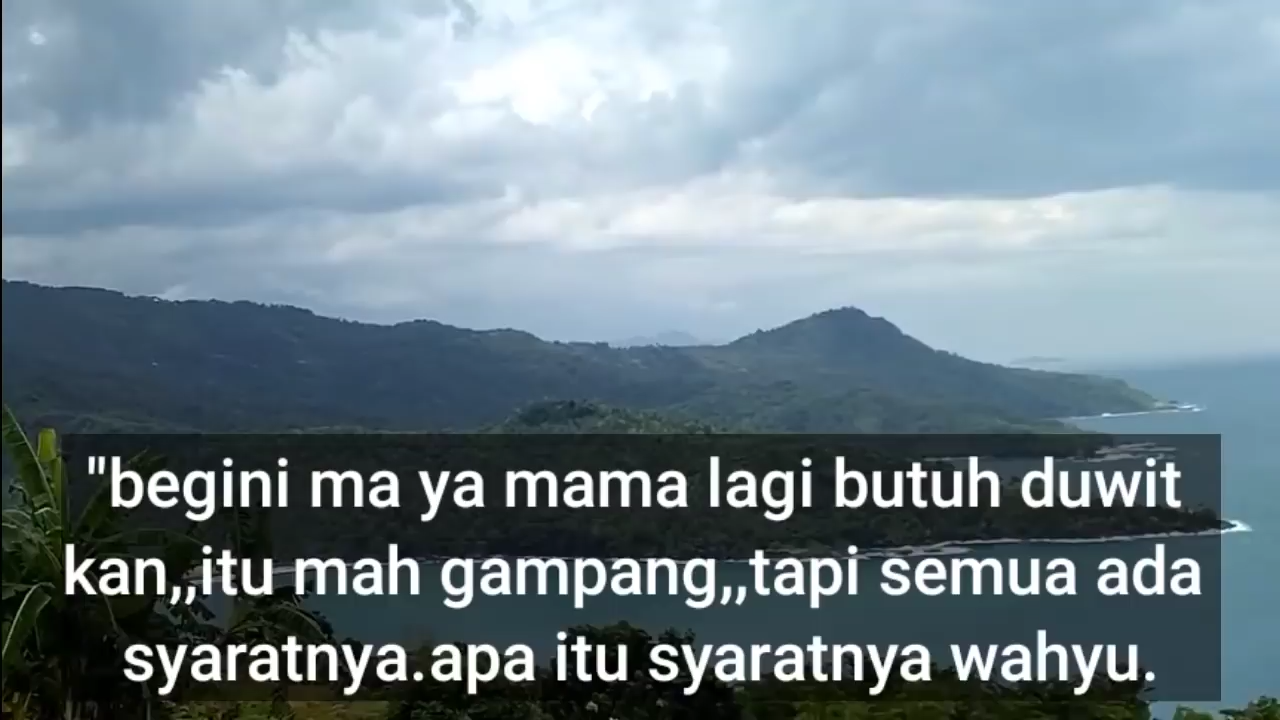 "begini ma ya mama lagi butuh duwit
kan,,itu mah gampang,,tapi semua ada
syaratnya.apa itu syaratnya wahyu.